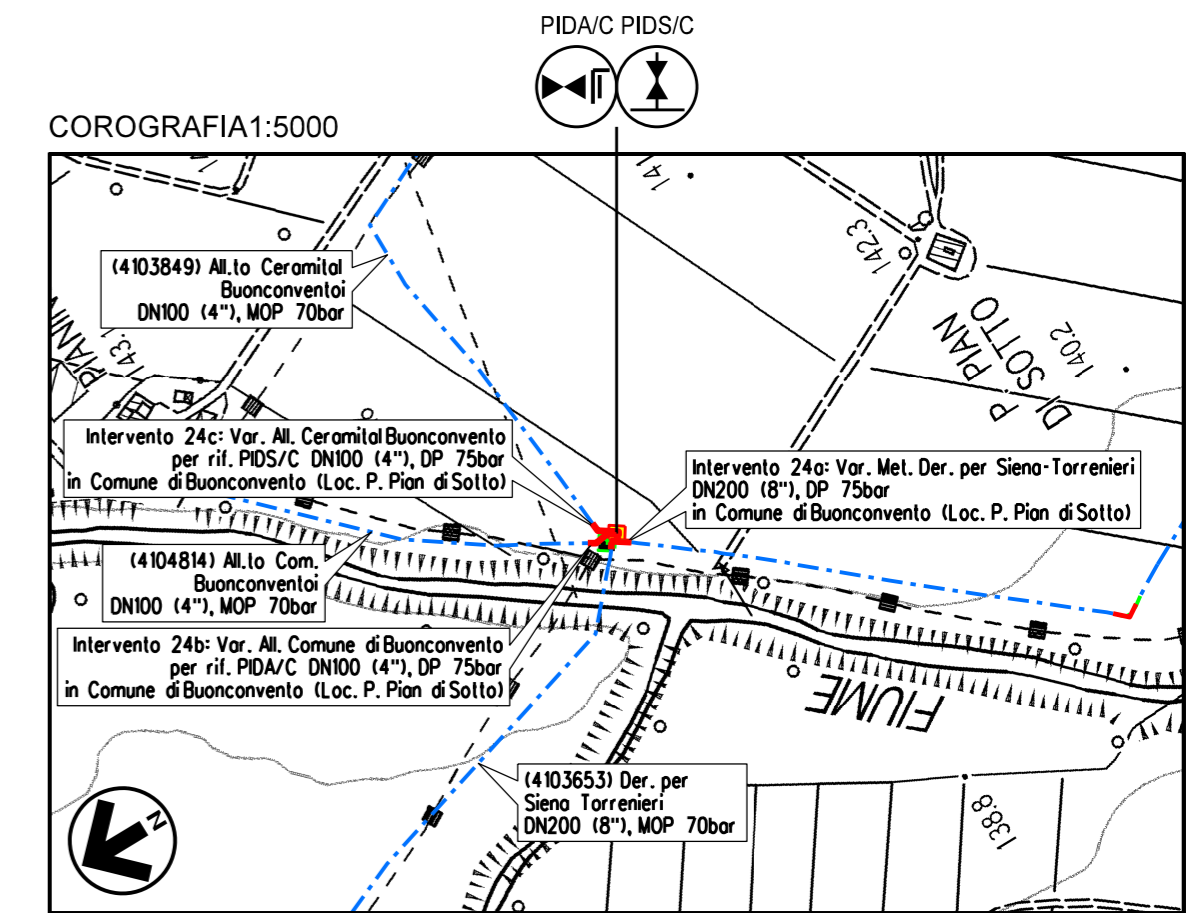 PIDA/C PIDS/C
COROGRAFIA1:5000
(4103849) All.to Ceramital
Buonconventoi
DN100 (4"), MOP 70bar
142.3
P. PIAN
DI SOTTO
140.2
43.1
Intervento 24c: Var. All. Ceramital Buonconvento
per rif. PIDS/C DN100 (4"), DP 75bar
in Comune di Buonconvento (Loc. P. Pian di Sotto)
Intervento 24a: Var. Met. Der. per Siena-Torrenieri
DN200 (8"), DP 75bar
in Comune di Buonconvento (Loc. P. Pian di Sotto)
(4104814) All.to Com.
Buonconventoi
DN100 (4"), MOP 70bar
Intervento 24b: Var. All. Comune di Buonconvento
per rif. PIDA/C DN100 (4"), DP 75bar
in Comune di Buonconvento (Loc. P. Pian di Sotto)
FIUME
(4103653) Der. per
Siena Torrenieri
DN200 (8"), MOP 70bar
138.8
N